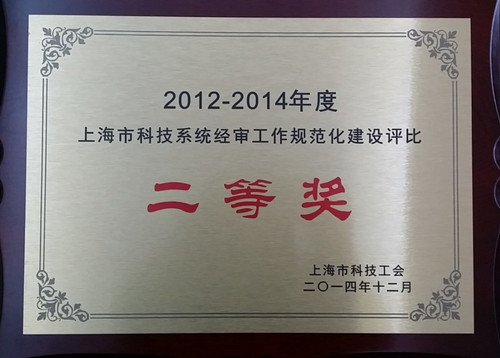 2012-2014年度
上海市科技系统经审工作规范化建设评比
二等奖
上海市科技工会
二〇一四年十二月